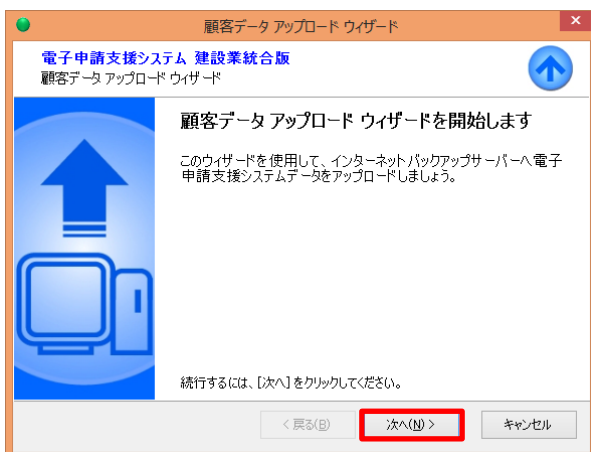 顧客データ アップロード ウィザード
電子申請支援システム 建設業統合版
顧客データ アップロード ウィザード
顧客データ アップロード ウィザードを開始します
このウィザードを使用して、インターネットバックアップサーバーへ電子
申請支援システムデータをアップロードしましょう。
続行するには、[次へ]をクリックしてください。
< 戻る(B)
次へ(N) >
キャンセル